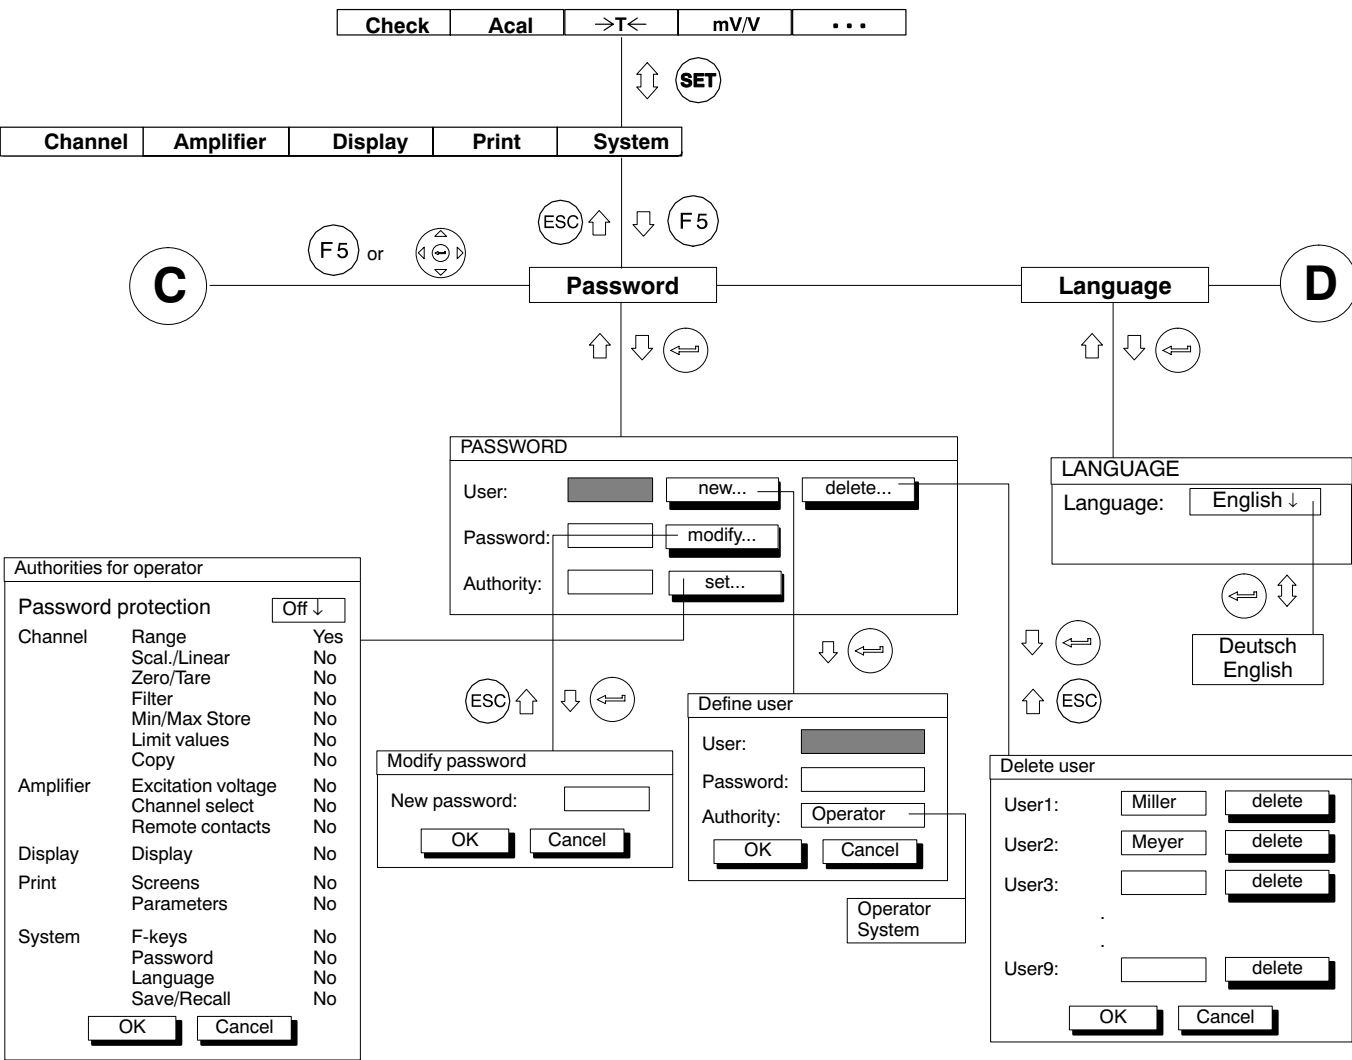 Check Acal →T← mV/V ...
SET
Channel Amplifier Display Print System
ESC F5
F5 or
C Password Language D
PASSWORD
User: new... delete...
Password: modify...
Authority: set...
LANGUAGE
Language: English ↓
Deutsch
English
Authorities for operator
Password protection Off ↓
Channel Range Yes
Scal./Linear No
Zero/Tare No
Filter No
Min/Max Store No
Limit values No
Copy No
Amplifier Excitation voltage No
Channel select No
Remote contacts No
Display Display No
Print Screens No
Parameters No
System F-keys No
Password No
Language No
Save/Recall No
OK Cancel
ESC
Modify password
New password:
OK Cancel
Define user
User:
Password:
Authority: Operator
OK Cancel
Operator
System
ESC
Delete user
User1: Miller delete
User2: Meyer delete
User3: delete
.
.
User9: delete
OK Cancel